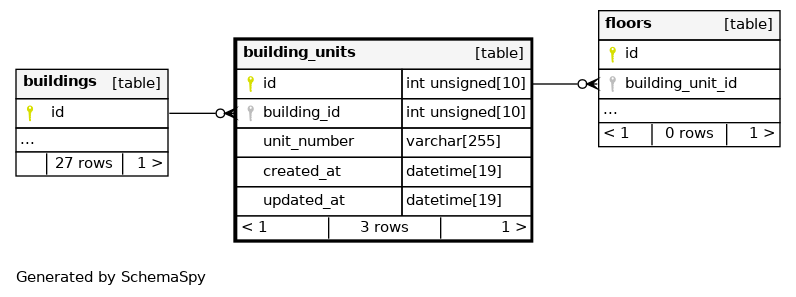 buildings [table]
id
...
27 rows 1 >
building_units [table]
id int unsigned[10]
building_id int unsigned[10]
unit_number varchar[255]
created_at datetime[19]
updated_at datetime[19]
< 1 3 rows 1 >
floors [table]
id
building_unit_id
...
< 1 0 rows 1 >
Generated by SchemaSpy